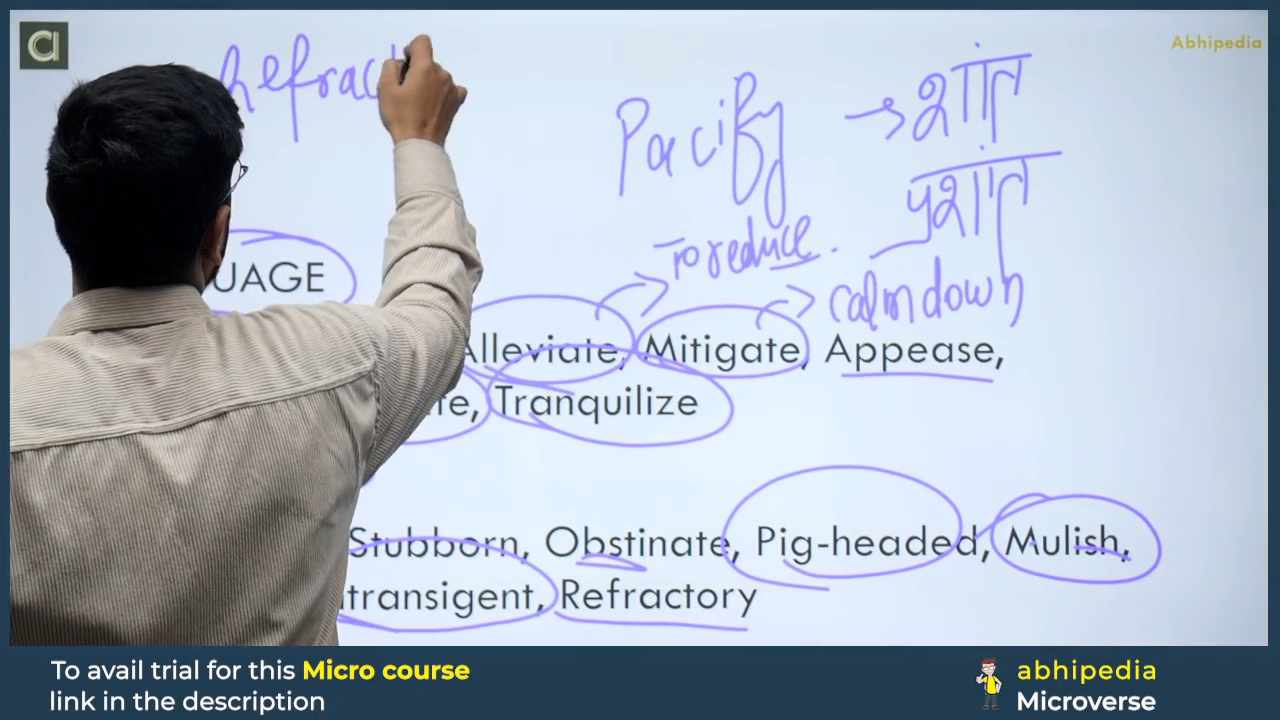 a
Abhipedia
Refract
Pacify → शांत
प्रशांत
To reduce.
calm down
UAGE
Alleviate, Mitigate, Appease,
te, Tranquilize
Stubborn, Obstinate, Pig-headed, Mulish,
transigent, Refractory
To avail trial for this Micro course
link in the description
abhipedia
Microverse